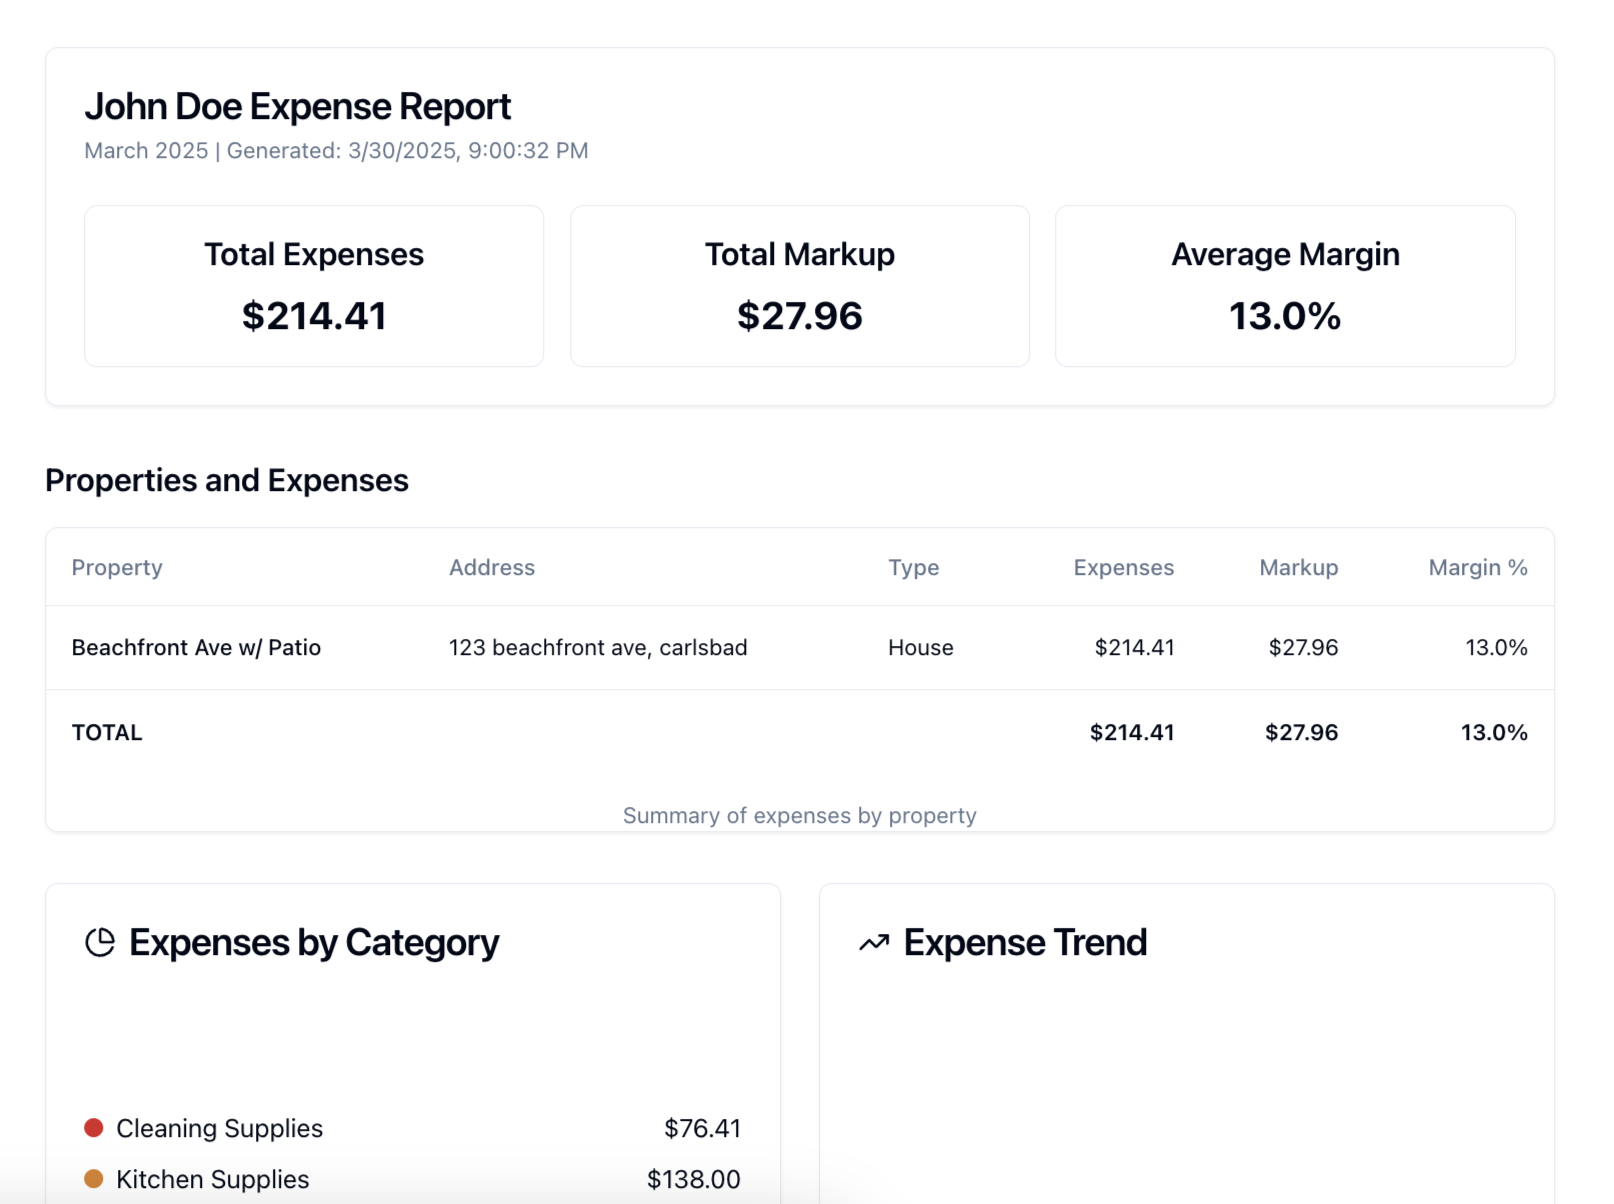 John Doe Expense Report
March 2025 | Generated: 3/30/2025, 9:00:32 PM
Total Expenses
$214.41
Total Markup
$27.96
Average Margin
13.0%
Properties and Expenses
Property Address Type Expenses Markup Margin %
Beachfront Ave w/ Patio 123 beachfront ave, carlsbad House $214.41 $27.96 13.0%
TOTAL $214.41 $27.96 13.0%
Summary of expenses by property
Expenses by Category
Cleaning Supplies $76.41
Kitchen Supplies $138.00
Expense Trend